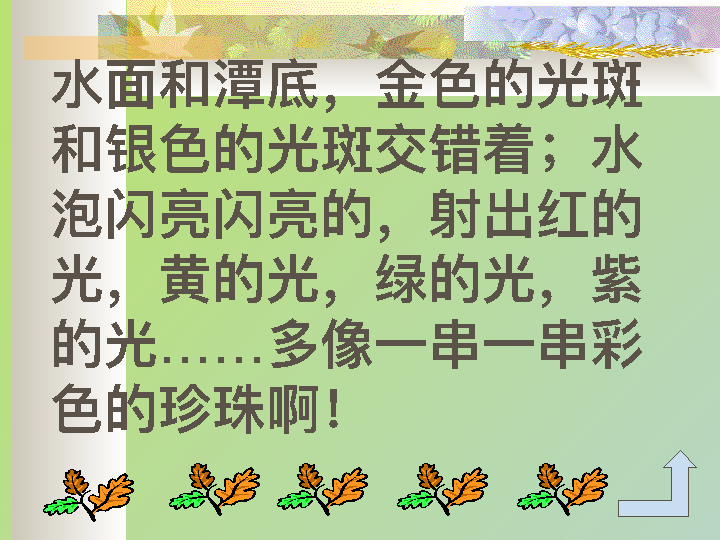 水面和潭底，金色的光斑
和银色的光斑交错着；水
泡闪亮闪亮的，射出红的
光，黄的光，绿的光，紫
的光……多像一串一串彩
色的珍珠啊！